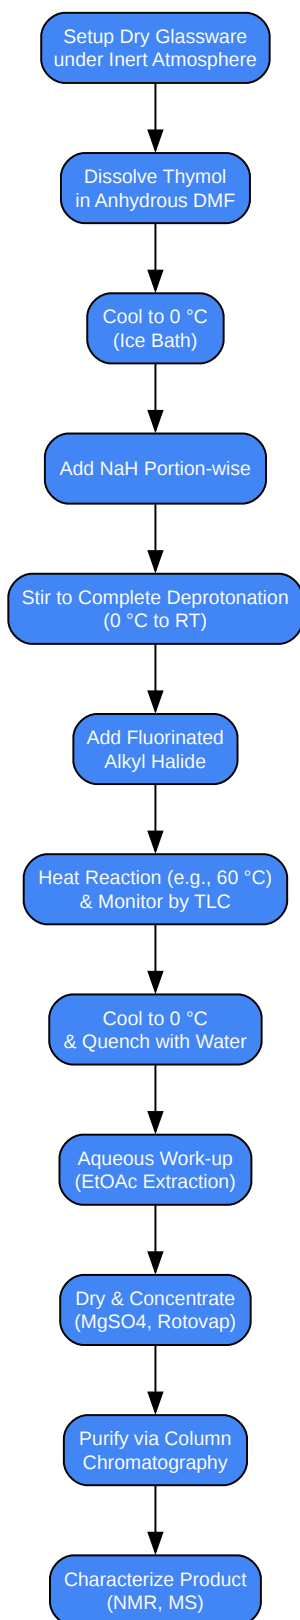 Setup Dry Glassware
under Inert Atmosphere
Dissolve Thymol
in Anhydrous DMF
Cool to 0 °C
(Ice Bath)
Add NaH Portion-wise
Stir to Complete Deprotonation
(0 °C to RT)
Add Fluorinated
Alkyl Halide
Heat Reaction (e.g., 60 °C)
& Monitor by TLC
Cool to 0 °C
& Quench with Water
Aqueous Work-up
(EtOAc Extraction)
Dry & Concentrate
(MgSO4, Rotovap)
Purify via Column
Chromatography
Characterize Product
(NMR, MS)